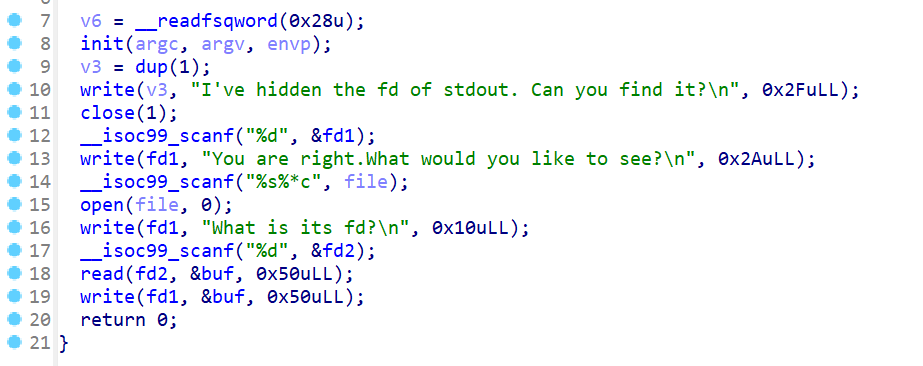 7 v6 = __readfsqword(0x28u);
8 init(argc, argv, envp);
9 v3 = dup(1);
10 write(v3, "I've hidden the fd of stdout. Can you find it?\n", 0x2FuLL);
11 close(1);
12 __isoc99_scanf("%d", &fd1);
13 write(fd1, "You are right.What would you like to see?\n", 0x2AuLL);
14 __isoc99_scanf("%s%*c", file);
15 open(file, 0);
16 write(fd1, "What is its fd?\n", 0x10uLL);
17 __isoc99_scanf("%d", &fd2);
18 read(fd2, &buf, 0x50uLL);
19 write(fd1, &buf, 0x50uLL);
20 return 0;
21 }